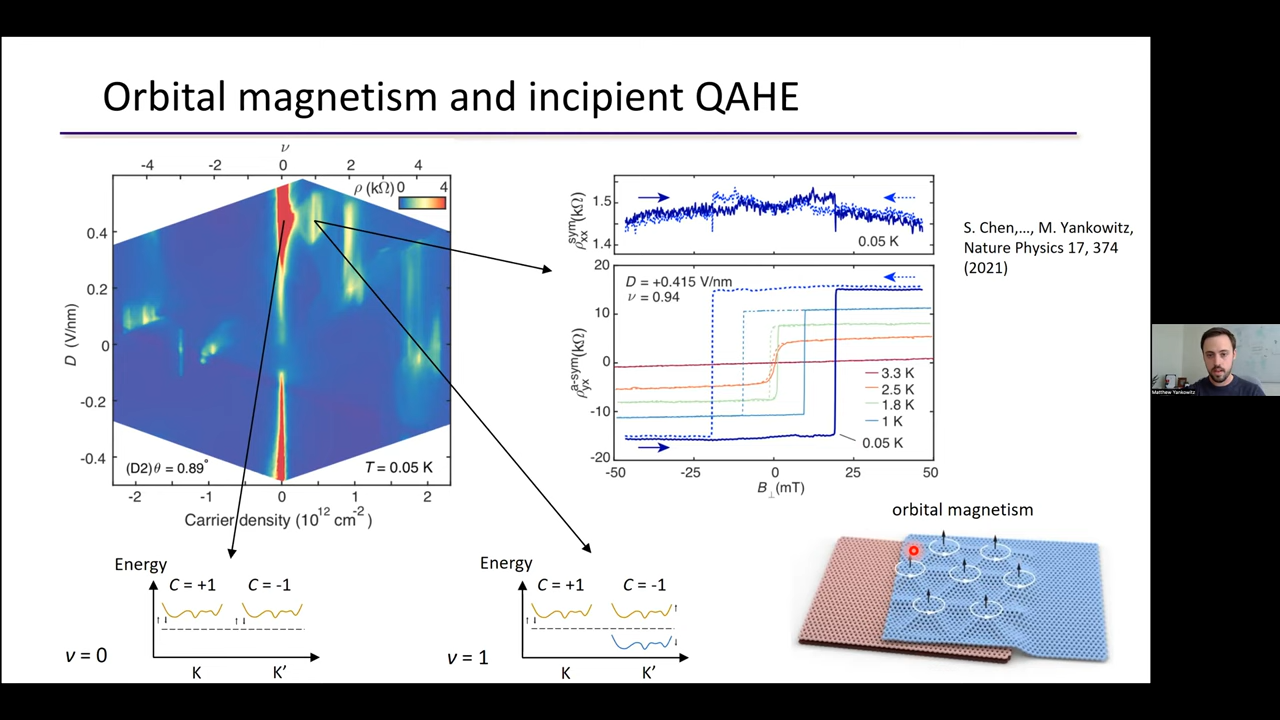 Orbital magnetism and incipient QAHE
ν
-4 -2 0 2 4
ρ (kΩ) 0 4
D (V/nm)
0.4
0.2
0
-0.2
-0.4
(D2) θ = 0.89°
T = 0.05 K
-2 -1 0 1 2
Carrier density (10¹² cm⁻²)
ρxx^sym (kΩ)
1.5
1.4
0.05 K
20
10
0
-10
-20
ρyx^a-sym (kΩ)
D = +0.415 V/nm
ν = 0.94
3.3 K
2.5 K
1.8 K
1 K
0.05 K
-50 -25 0 25 50
B⊥(mT)
S. Chen,..., M. Yankowitz,
Nature Physics 17, 374
(2021)
Matthew Yankowitz
orbital magnetism
Energy
C = +1 C = -1
ν = 0
K K’
Energy
C = +1 C = -1
ν = 1
K K’